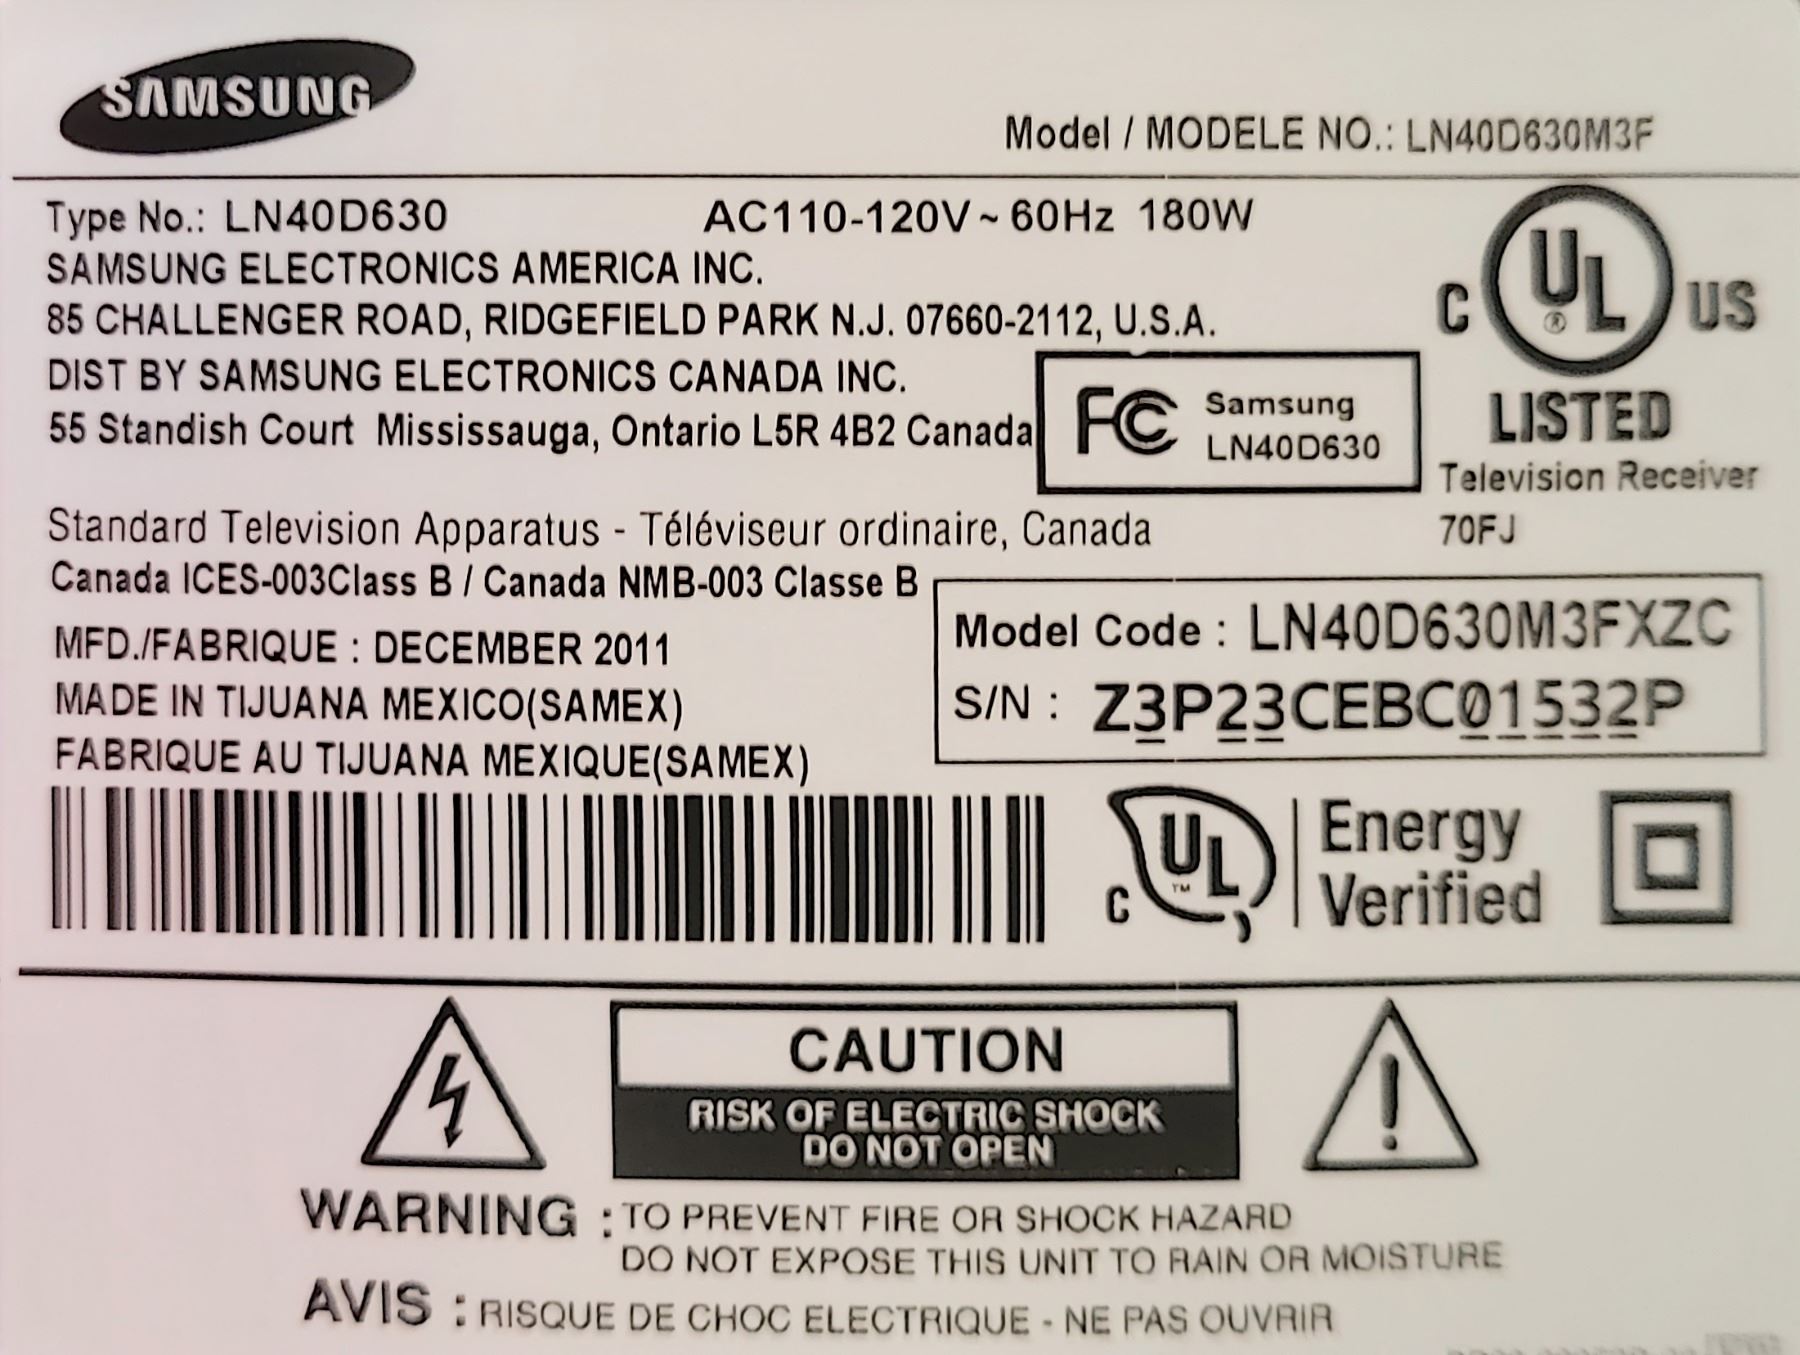 SAMSUNG
Model / MODELE NO.: LN40D630M3F
Type No.: LN40D630 AC110-120V ~ 60Hz 180W
SAMSUNG ELECTRONICS AMERICA INC.
85 CHALLENGER ROAD, RIDGEFIELD PARK N.J. 07660-2112, U.S.A.
DIST BY SAMSUNG ELECTRONICS CANADA INC.
55 Standish Court Mississauga, Ontario L5R 4B2 Canada
FC Samsung
LN40D630
C UL ® US
LISTED
Television Receiver
70FJ
Standard Television Apparatus - Téléviseur ordinaire, Canada
Canada ICES-003Class B / Canada NMB-003 Classe B
MFD./FABRIQUE : DECEMBER 2011
MADE IN TIJUANA MEXICO(SAMEX)
FABRIQUE AU TIJUANA MEXIQUE(SAMEX)
Model Code : LN40D630M3FXZC
S/N : Z3P23CEBC01532P
C UL ™ Energy
Verified
CAUTION
RISK OF ELECTRIC SHOCK
DO NOT OPEN
WARNING : TO PREVENT FIRE OR SHOCK HAZARD
DO NOT EXPOSE THIS UNIT TO RAIN OR MOISTURE
AVIS : RISQUE DE CHOC ELECTRIQUE - NE PAS OUVRIR